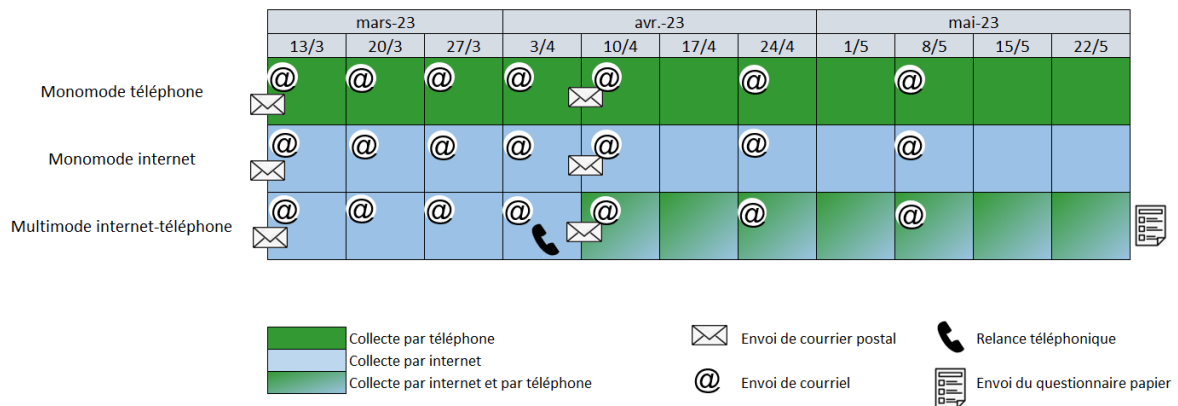 mars-23 avr.-23 mai-23
13/3 20/3 27/3 3/4 10/4 17/4 24/4 1/5 8/5 15/5 22/5
@ @ @ @ @ @ @
Monomode téléphone
@ @ @ @ @ @ @
Monomode internet
@ @ @ @ @ @ @
Multimode internet-téléphone
Collecte par téléphone Envoi de courrier postal Relance téléphonique
Collecte par internet
Collecte par internet et par téléphone @ Envoi de courriel Envoi du questionnaire papier